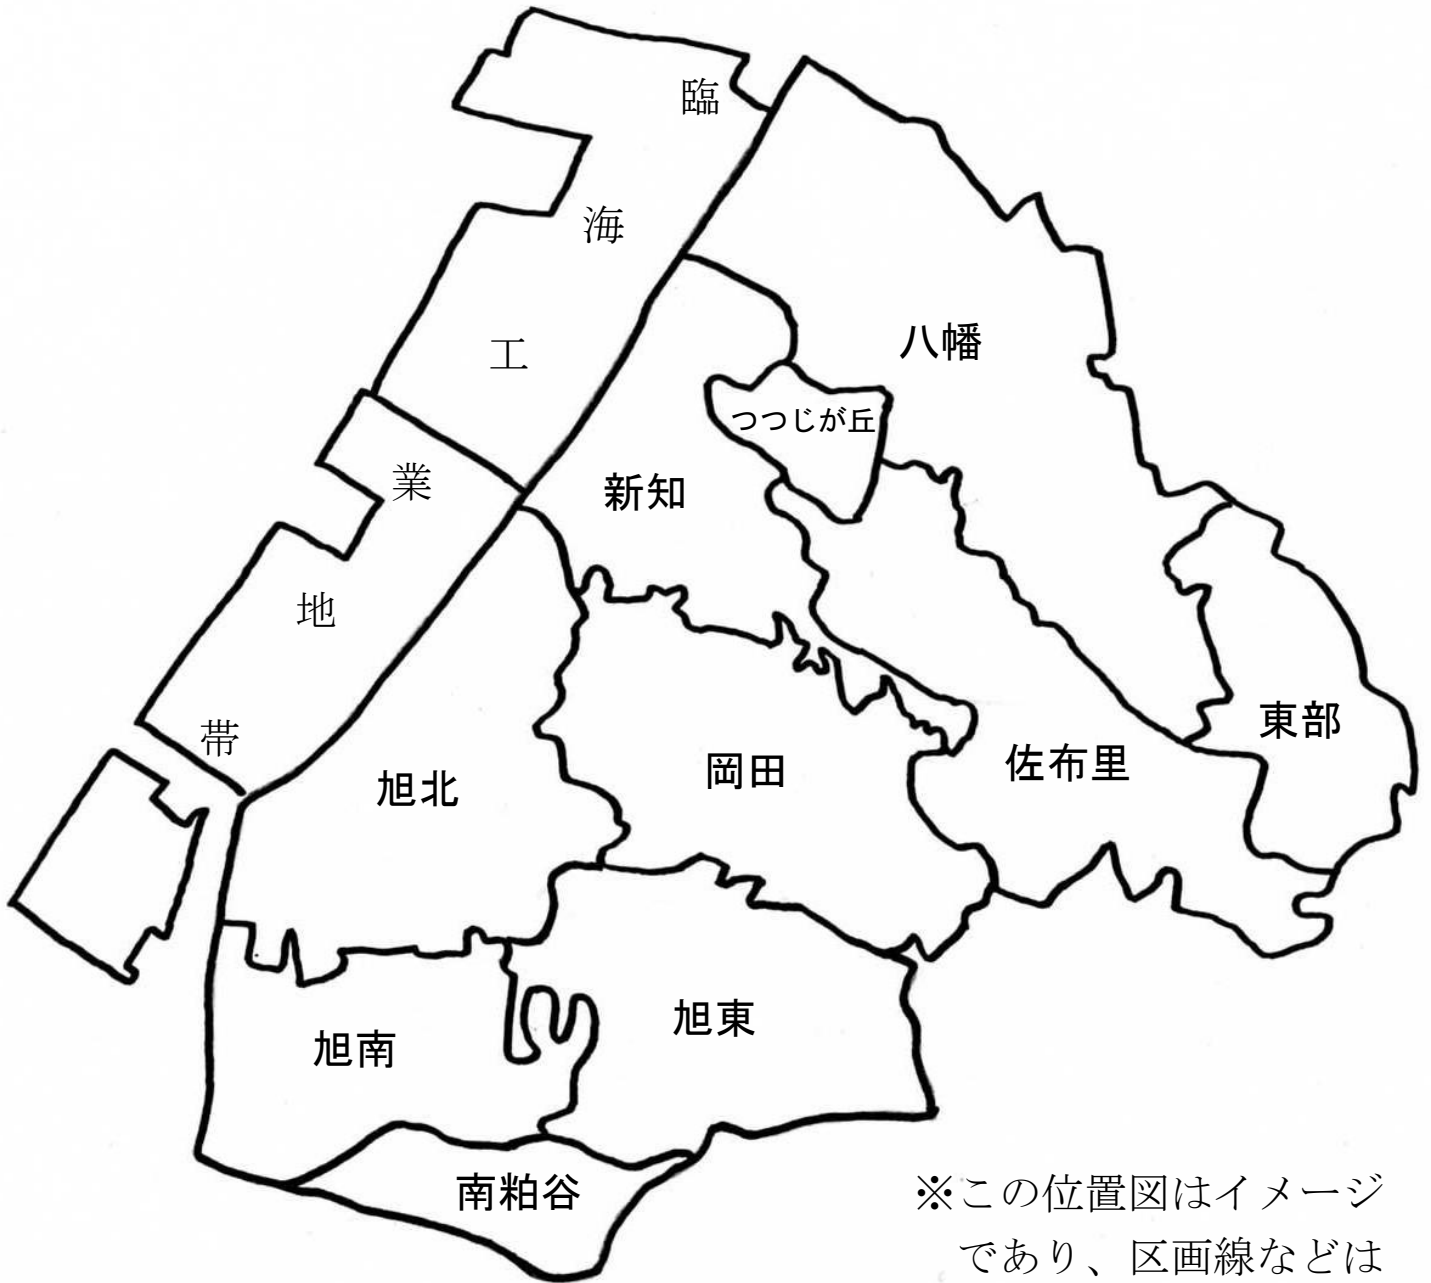 臨海工業地帯
八幡
つつじが丘
新知
東部
佐布里
岡田
旭北
旭東
旭南
南粕谷
※この位置図はイメージ
であり、区画線などは